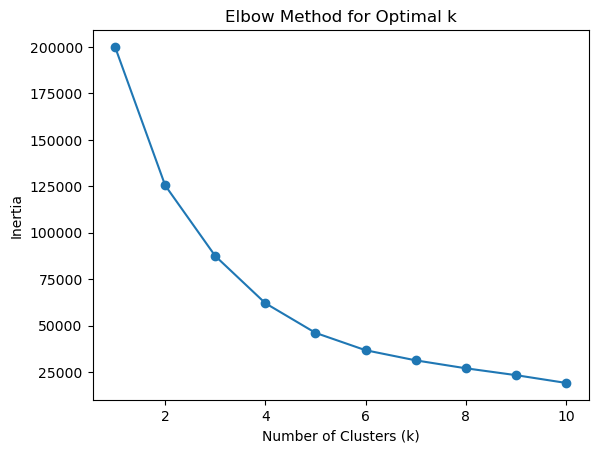 Elbow Method for Optimal k
200000
175000
150000
125000
100000
75000
50000
25000
Inertia
2 4 6 8 10
Number of Clusters (k)